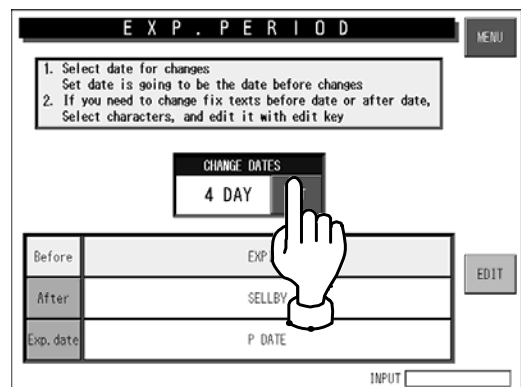 EXP.PERIOD
MENU
1. Select date for changes
Set date is going to be the date before changes
2. If you need to change fix texts before date or after date,
Select characters, and edit it with edit key
CHANGE DATES
4 DAY
Before
After
SELLBY
Exp.date
P DATE
EDIT
INPUT